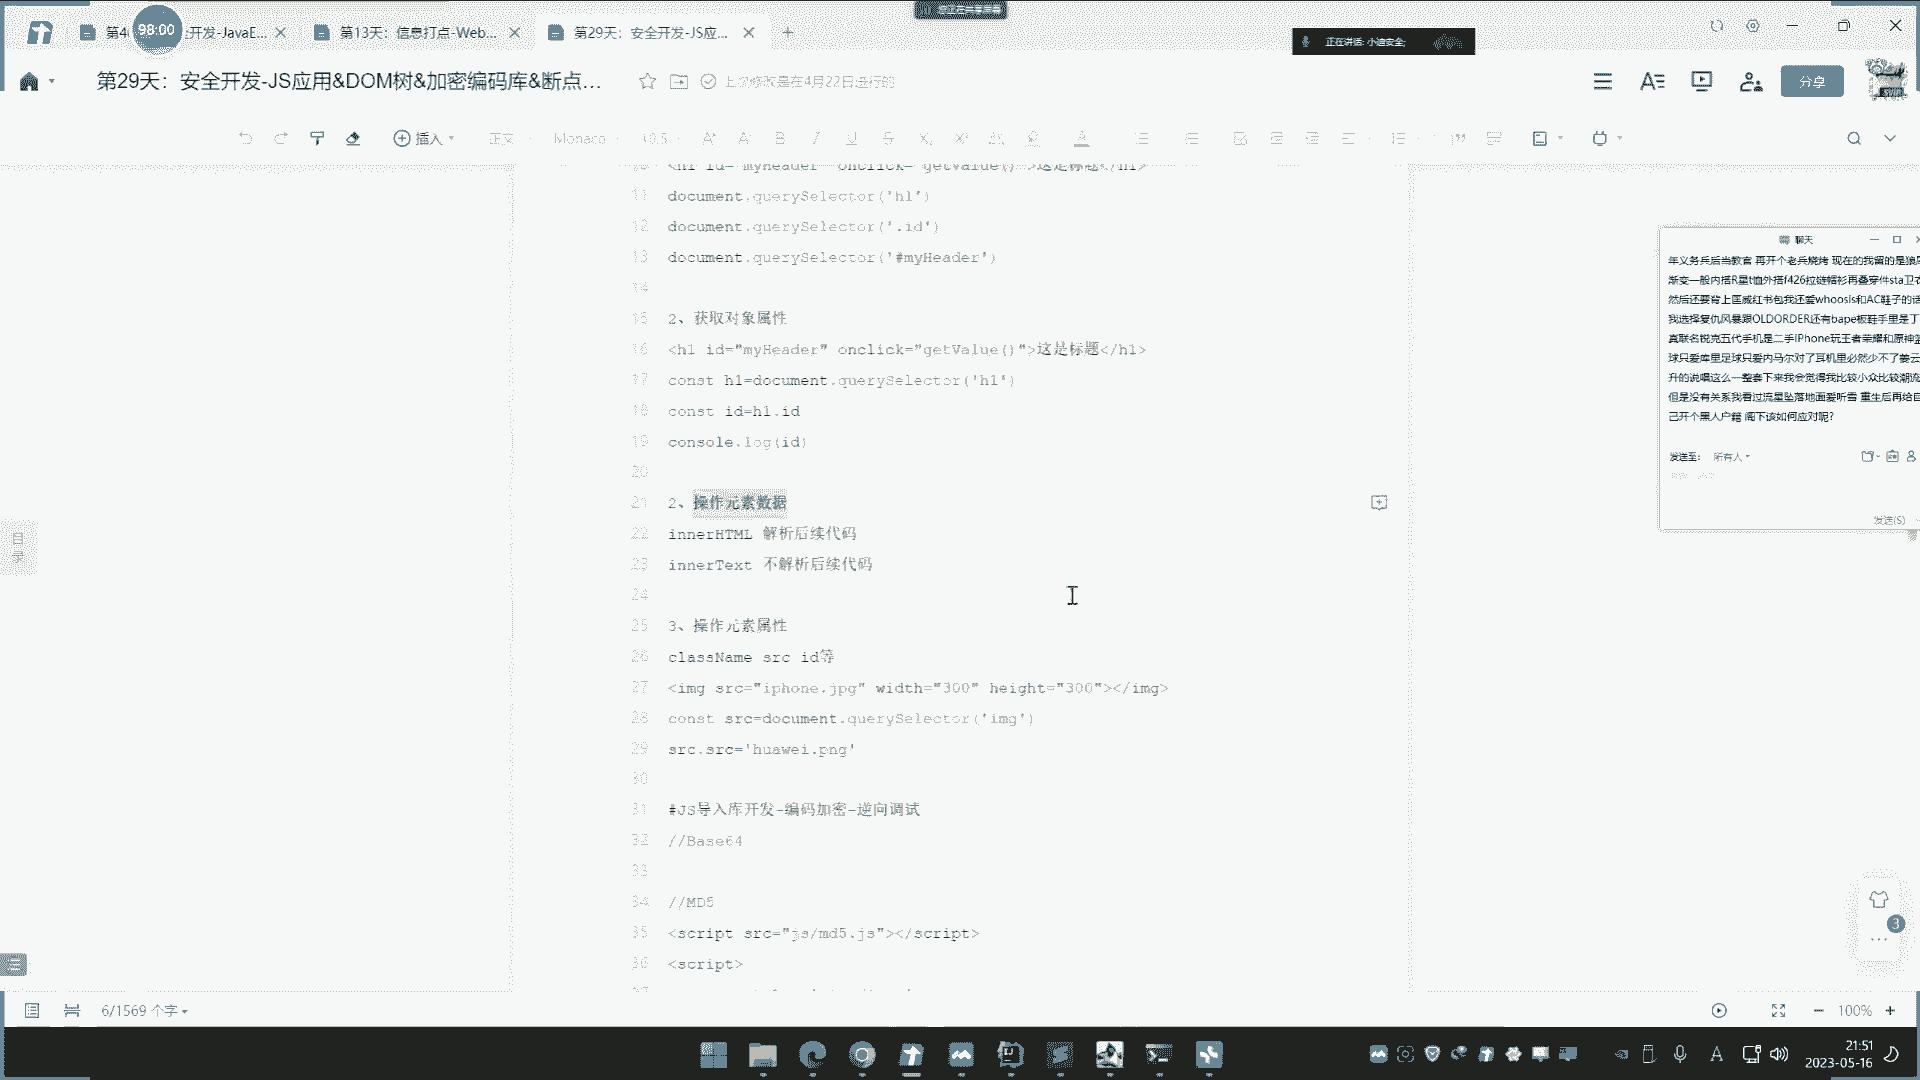 98:00
第4 开发-JavaE...
第13天：信息打点-Web...
第29天：安全开发-JS应...
正在讲话: 小迪安全;
第29天：安全开发-JS应用&DOM树&加密编码库&断点...
上次修改是在4月22日进行的
分享
插入
正文
Monaco
10.5
<h1 id="myHeader" onclick="getValue()">这是标题</h1>
11 document.querySelector('h1')
12 document.querySelector('.id')
13 document.querySelector('#myHeader')
14
15 2、获取对象属性
16 <h1 id="myHeader" onclick="getValue()">这是标题</h1>
17 const h1=document.querySelector('h1')
18 const id=h1.id
19 console.log(id)
20
21 2、操作元素数据
22 innerHTML 解析后续代码
23 innerText 不解析后续代码
24
25 3、操作元素属性
26 className src id等
27 <img src="iphone.jpg" width="300" height="300"></img>
28 const src=document.querySelector('img')
29 src.src='huawei.png'
30
31 #JS导入库开发-编码加密-逆向调试
32 //Base64
33
34 //MD5
35 <script src="js/md5.js"></script>
36 <script>
目
录
聊天
年义务兵后当教官 再开个老兵烧烤 现在的我留的是狼
渐变一般内搭R星t恤外搭f426拉链帽衫再叠穿件sta卫衣
然后还要背上匡威红书包我还爱whoosis和AC鞋子的话
我选择复仇风暴跟OLDORDER还有bape板鞋手里是丁
真联名锐克五代手机是二手iPhone玩王者荣耀和原神篮
球只爱库里足球只爱内马尔对了耳机里必然少不了姜云
升的说唱这么一整套下来我会觉得我比较小众比较潮流
但是没有关系我看过流星坠落地面爱听雪 重生后再给自
己开个黑人户籍 阁下该如何应对呢?
发送至: 所有人
发送(S)
3
6/1569 个字
100%
21:51
2023-05-16